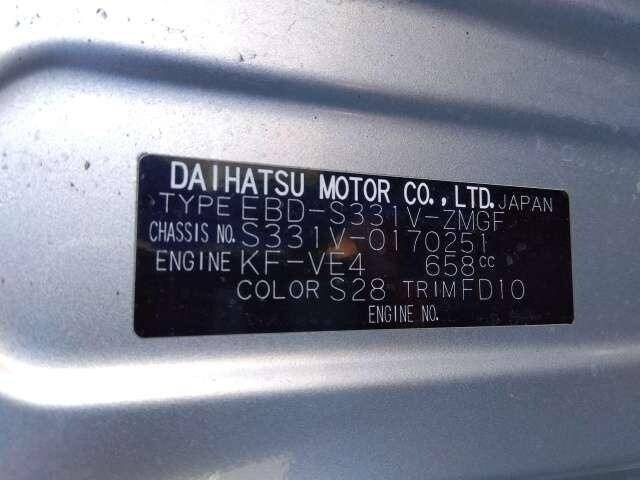 DAIHATSU MOTOR CO., LTD. JAPAN
TYPE EBD-S331V-ZMGF
CHASSIS NO. S331V-0170251
ENGINE KF-VE4 658cc
COLOR S28 TRIM FD10
ENGINE NO.